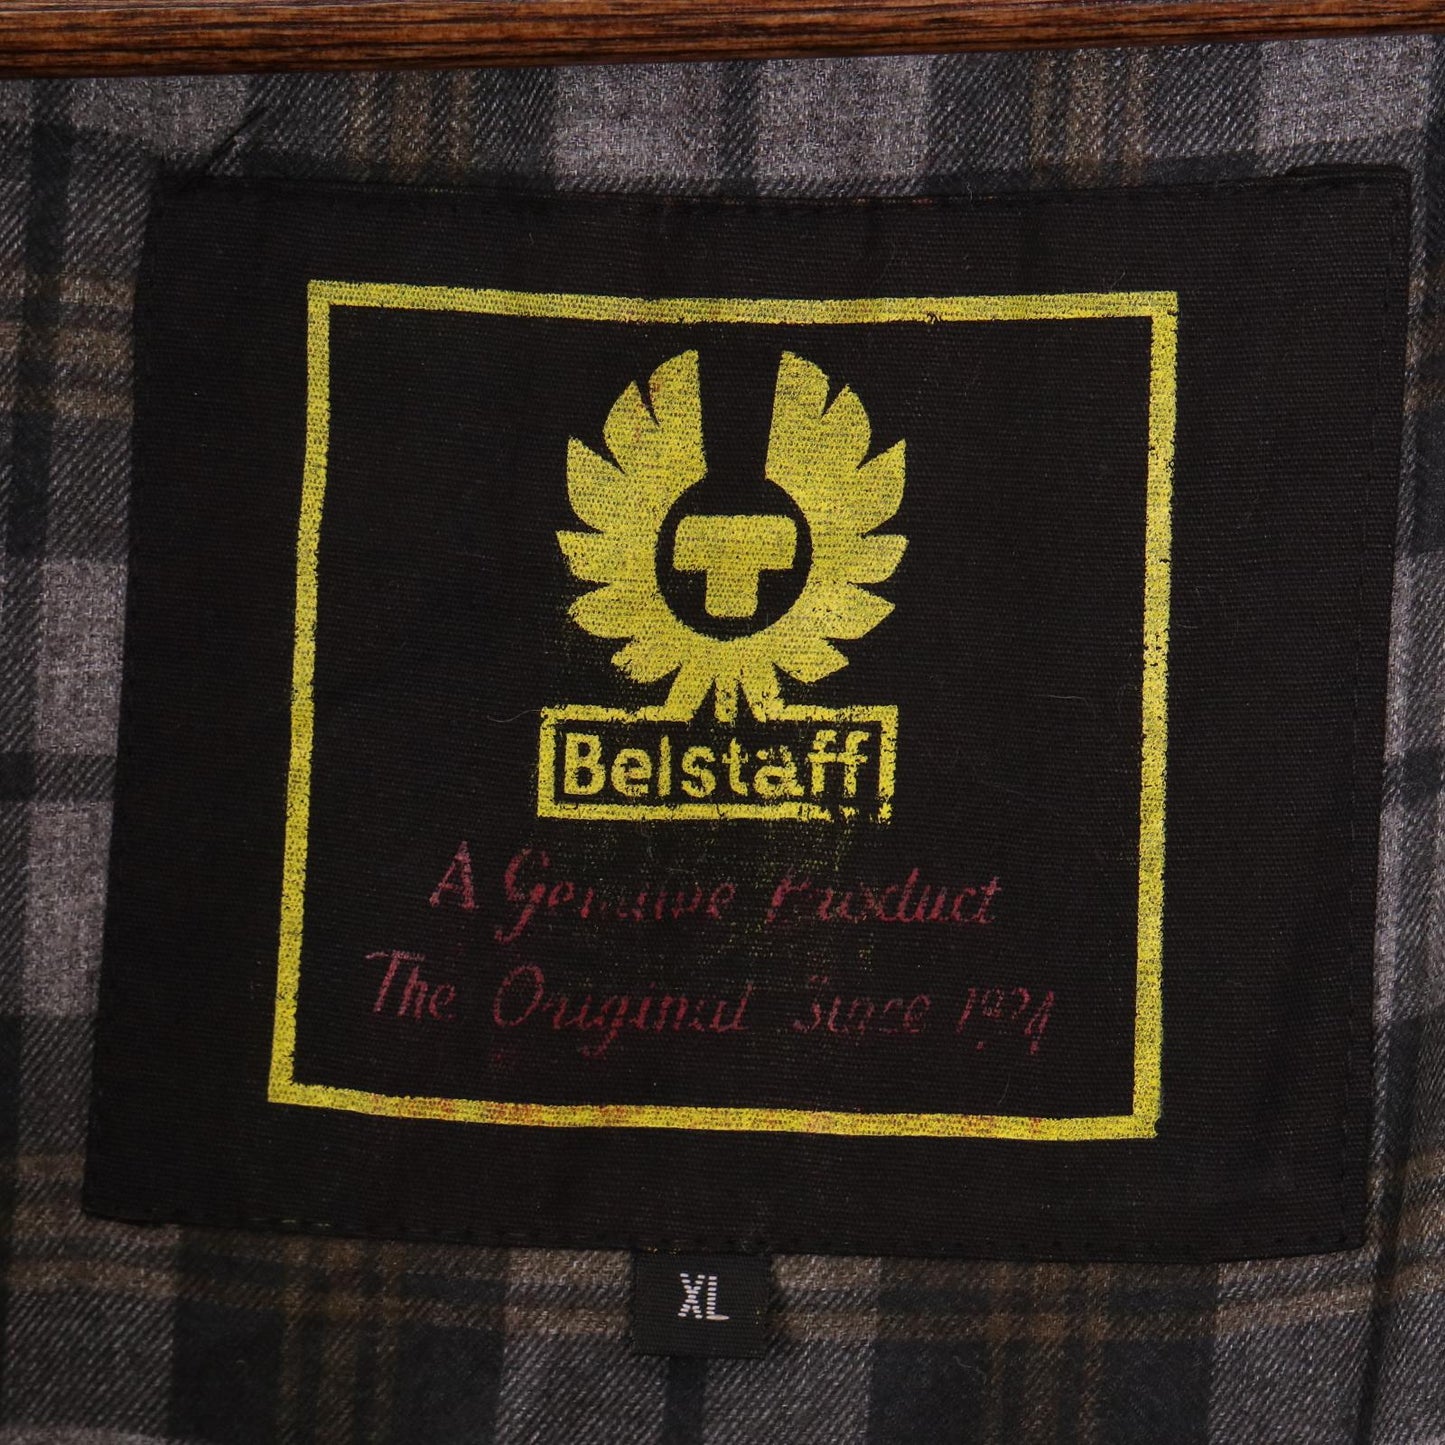 Belstaff
A Genuine Product
The Original Since 1924
XL